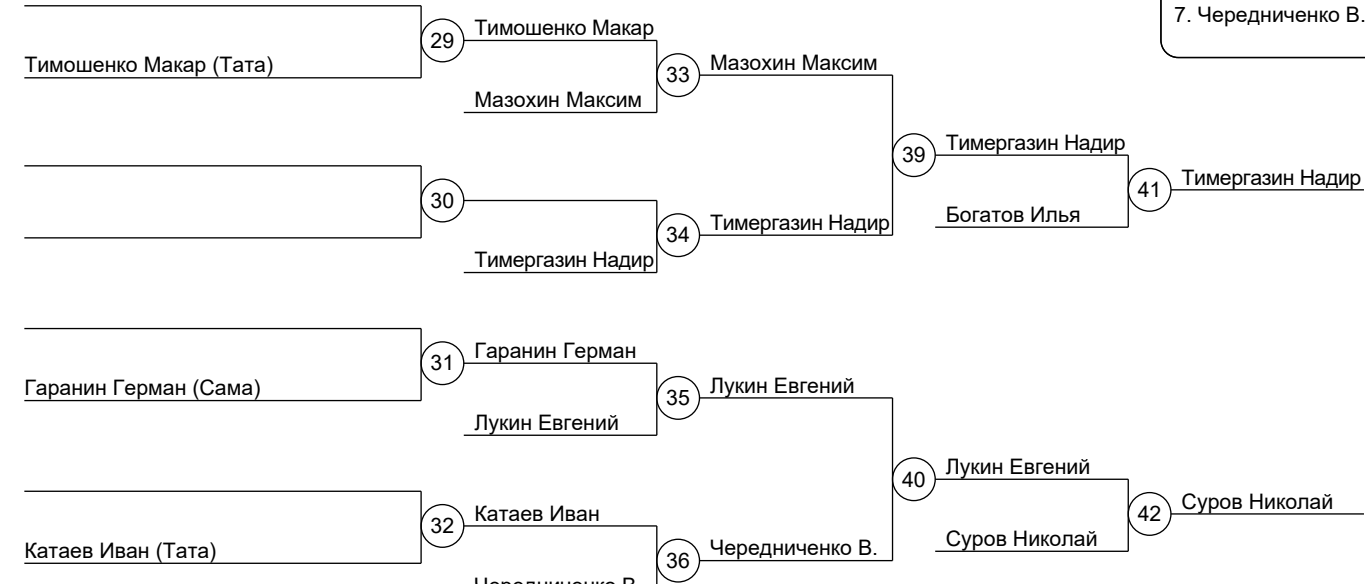 7. Чередниченко В.
29
Тимошенко Макар
Тимошенко Макар (Тата)
33
Мазохин Максим
Мазохин Максим
39
Тимергазин Надир
41
Тимергазин Надир
30
34
Тимергазин Надир
Богатов Илья
Тимергазин Надир
31
Гаранин Герман
Гаранин Герман (Сама)
35
Лукин Евгений
Лукин Евгений
40
Лукин Евгений
42
Суров Николай
32
Катаев Иван
Суров Николай
Катаев Иван (Тата)
36
Чередниченко В.
Чередниченко В.